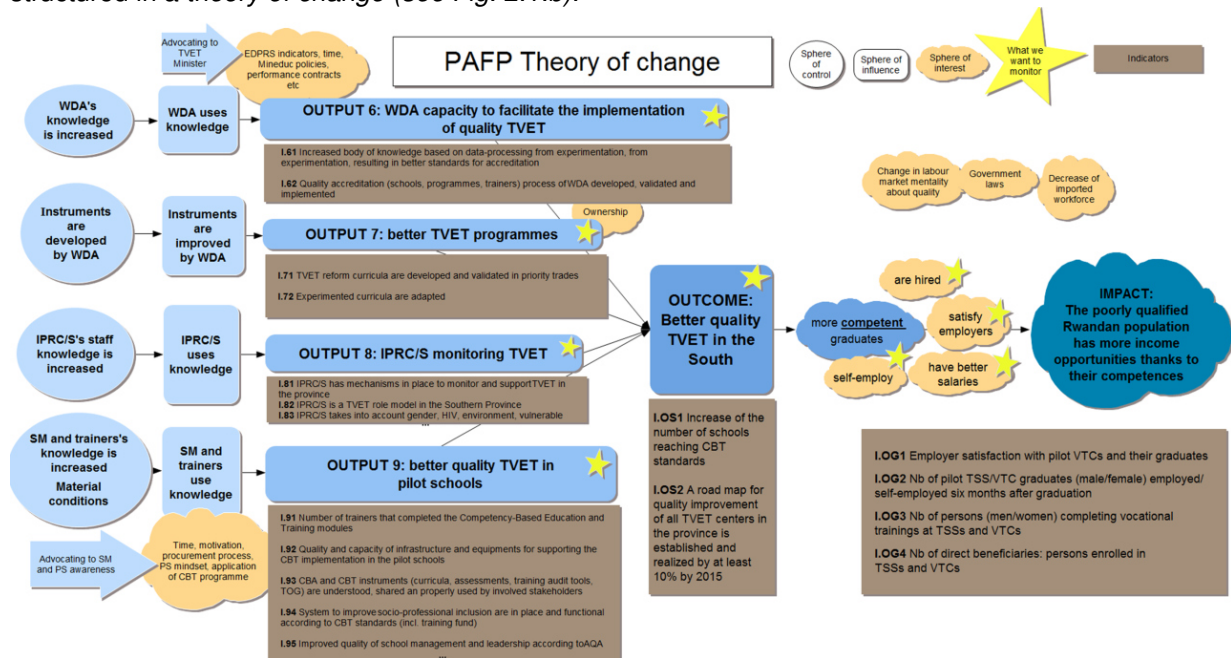 structured in a theory of change (see Fig. 2.1.b).
Advocating to
TVET
Minister
EDPRS indicators, time,
Mineduc policies,
performance contracts
etc
PAFP Theory of change
Sphere
of
control
Sphere of
influence
Sphere of
interest
What we
want to
monitor
Indicators
WDA's
knowledge
is increased
WDA uses
knowledge
OUTPUT 6: WDA capacity to facilitate the implementation
of quality TVET
I.61 Increased body of knowledge based on data-processing from experimentation, from
experimentation, resulting in better standards for accreditation
I.62 Quality accreditation (schools, programmes, trainers) process of WDA developed, validated and
implemented
Change in labour
market mentality
about quality
Government
laws
Decrease of
imported
workforce
Ownership
Instruments
are
developed
by WDA
Instruments
are
improved
by WDA
OUTPUT 7: better TVET programmes
I.71 TVET reform curricula are developed and validated in priority trades
I.72 Experimented curricula are adapted
IPRC/S's staff
knowledge is
increased
IPRC/S
uses
knowledge
OUTPUT 8: IPRC/S monitoring TVET
I.81 IPRC/S has mechanisms in place to monitor and support TVET in
the province
I.82 IPRC/S is a TVET role model in the Southern Province
I.83 IPRC/S takes into account gender, HIV, environment, vulnerable
...
SM and trainers's
knowledge is
increased
Material
conditions
SM and
trainers
use
knowledge
OUTPUT 9: better quality TVET in
pilot schools
I.91 Number of trainers that completed the Competency-Based Education and
Training modules
I.92 Quality and capacity of infrastructure and equipments for supporting the
CBT implementation in the pilot schools
I.93 CBA and CBT instruments (curricula, assessments, training audit tools,
TOG) are understood, shared an properly used by involved stakeholders
I.94 System to improve socio-professional inclusion are in place and functional
according to CBT standards (incl. training fund)
I.95 Improved quality of school management and leadership according to AQA
...
Advocating to SM
and PS awareness
Time, motivation,
procurement process,
PS mindset, application
of CBT programme
OUTCOME:
Better quality
TVET in the
South
I.OS1 Increase of the
number of schools
reaching CBT
standards
I.OS2 A road map for
quality improvement
of all TVET centers in
the province is
established and
realized by at least
10% by 2015
more competent
graduates
are hired
satisfy
employers
self-employ
have better
salaries
IMPACT:
The poorly qualified
Rwandan population
has more income
opportunities thanks to
their competences
I.OG1 Employer satisfaction with pilot VTCs and their graduates
I.OG2 Nb of pilot TSS/VTC graduates (male/female) employed/
self-employed six months after graduation
I.OG3 Nb of persons (men/women) completing vocational
trainings at TSSs and VTCs
I.OG4 Nb of direct beneficiaries: persons enrolled in
TSSs and VTCs